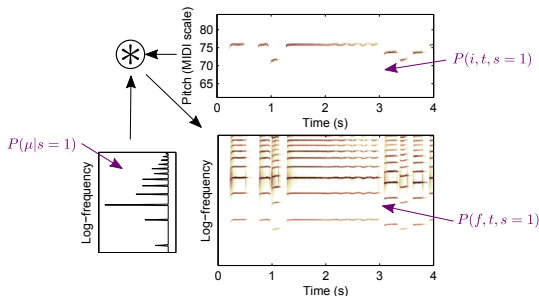 Pitch (MIDI scale)
80
75
70
65
0 1 2 3 4
Time (s)
P(i, t, s = 1)
⊛
P(μ|s = 1)
Log−frequency
Log−frequency
0 1 2 3 4
Time (s)
P(f, t, s = 1)